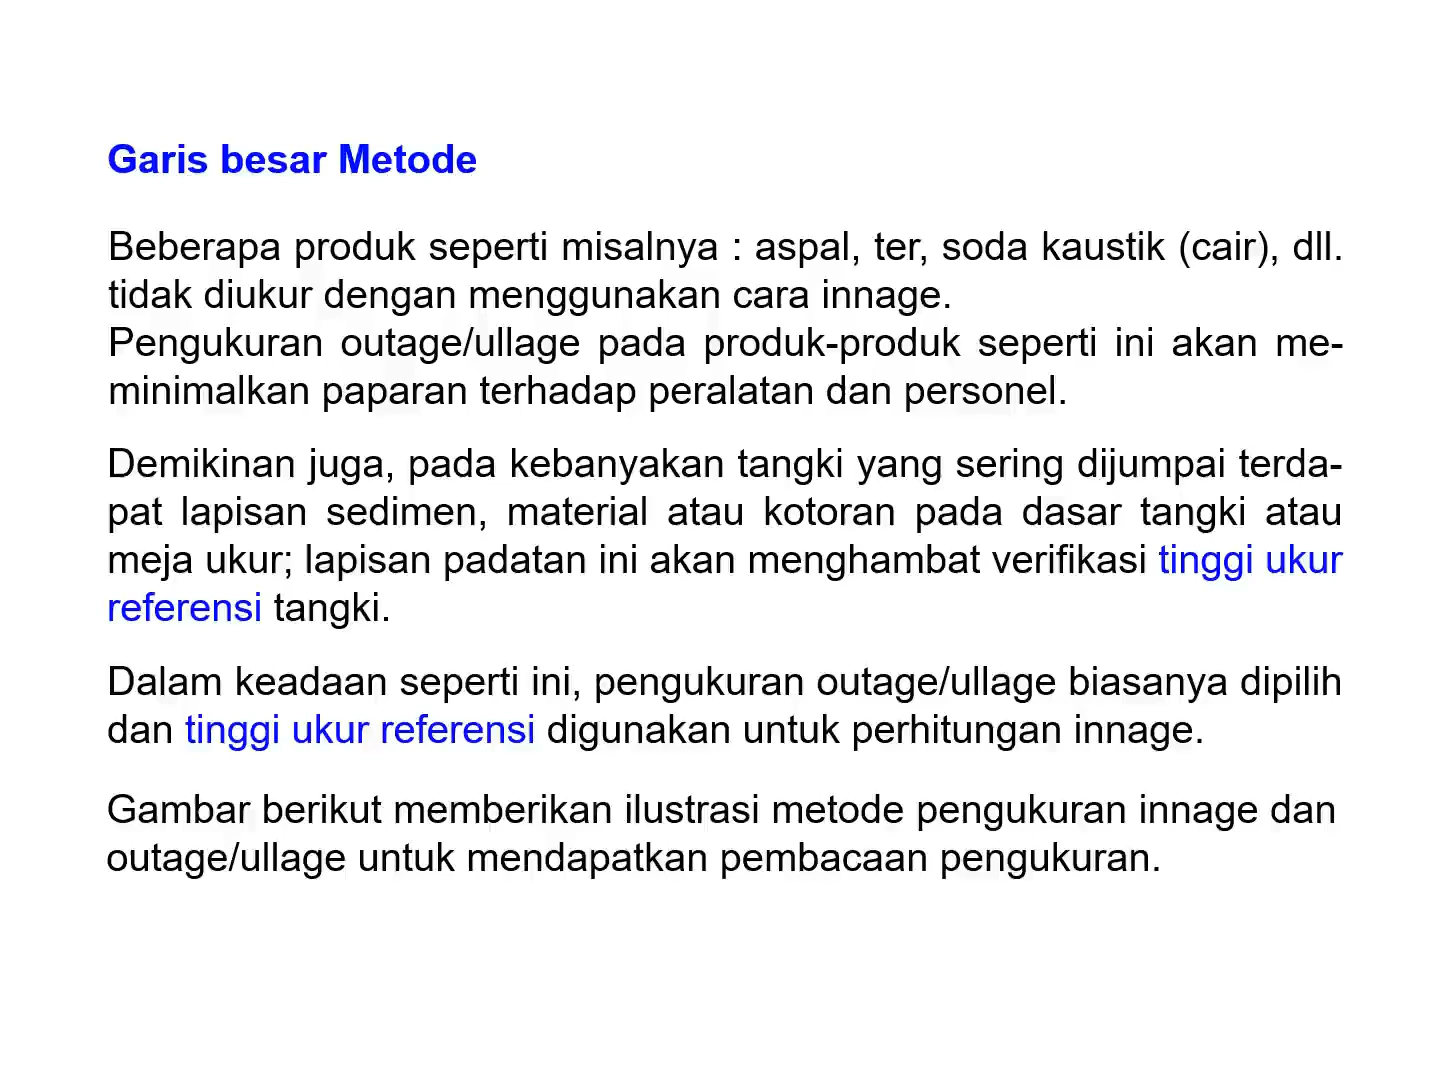 Garis besar Metode
Beberapa produk seperti misalnya : aspal, ter, soda kaustik (cair), dll.
tidak diukur dengan menggunakan cara innage.
Pengukuran outage/ullage pada produk-produk seperti ini akan me-
minimalkan paparan terhadap peralatan dan personel.
Demikinan juga, pada kebanyakan tangki yang sering dijumpai terda-
pat lapisan sedimen, material atau kotoran pada dasar tangki atau
meja ukur; lapisan padatan ini akan menghambat verifikasi tinggi ukur
referensi tangki.
Dalam keadaan seperti ini, pengukuran outage/ullage biasanya dipilih
dan tinggi ukur referensi digunakan untuk perhitungan innage.
Gambar berikut memberikan ilustrasi metode pengukuran innage dan
outage/ullage untuk mendapatkan pembacaan pengukuran.